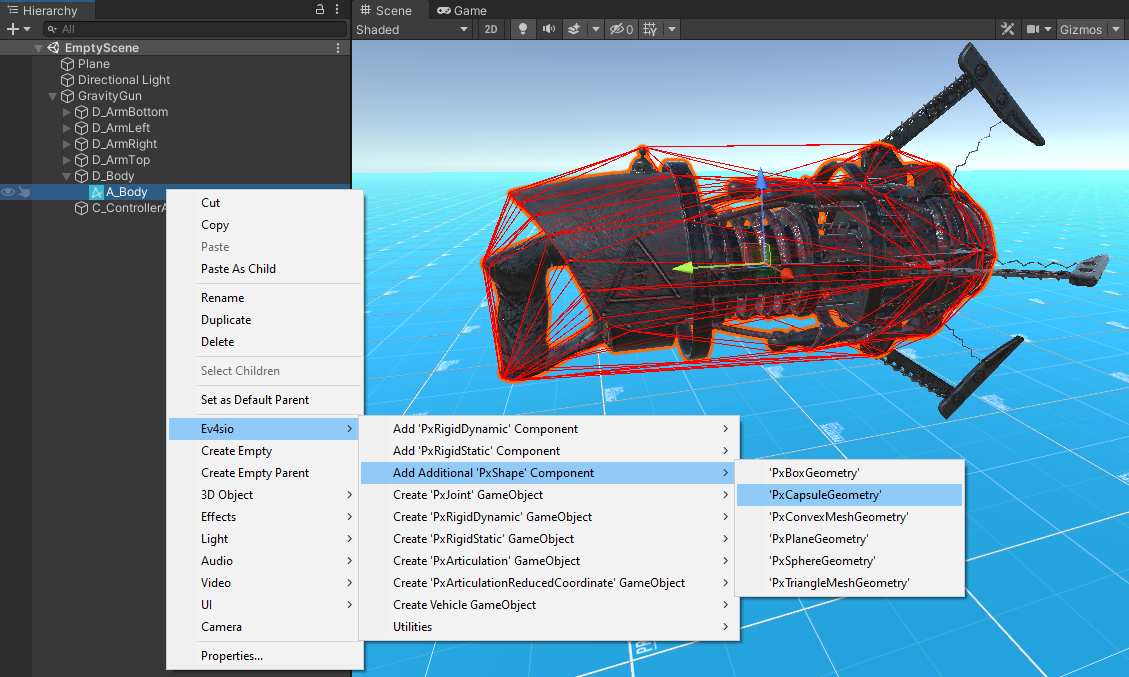 Hierarchy
All
EmptyScene
Plane
Directional Light
GravityGun
D_ArmBottom
D_ArmLeft
D_ArmRight
D_ArmTop
D_Body
A_Body
C_ControllerA
Cut
Copy
Paste
Paste As Child
Rename
Duplicate
Delete
Select Children
Set as Default Parent
Ev4sio
Create Empty
Create Empty Parent
3D Object
Effects
Light
Audio
Video
UI
Camera
Properties...
Add 'PxRigidDynamic' Component
Add 'PxRigidStatic' Component
Add Additional 'PxShape' Component
Create 'PxJoint' GameObject
Create 'PxRigidDynamic' GameObject
Create 'PxRigidStatic' GameObject
Create 'PxArticulation' GameObject
Create 'PxArticulationReducedCoordinate' GameObject
Create Vehicle GameObject
Utilities
'PxBoxGeometry'
'PxCapsuleGeometry'
'PxConvexMeshGeometry'
'PxPlaneGeometry'
'PxSphereGeometry'
'PxTriangleMeshGeometry'
Scene Game
Shaded 2D 0 Gizmos